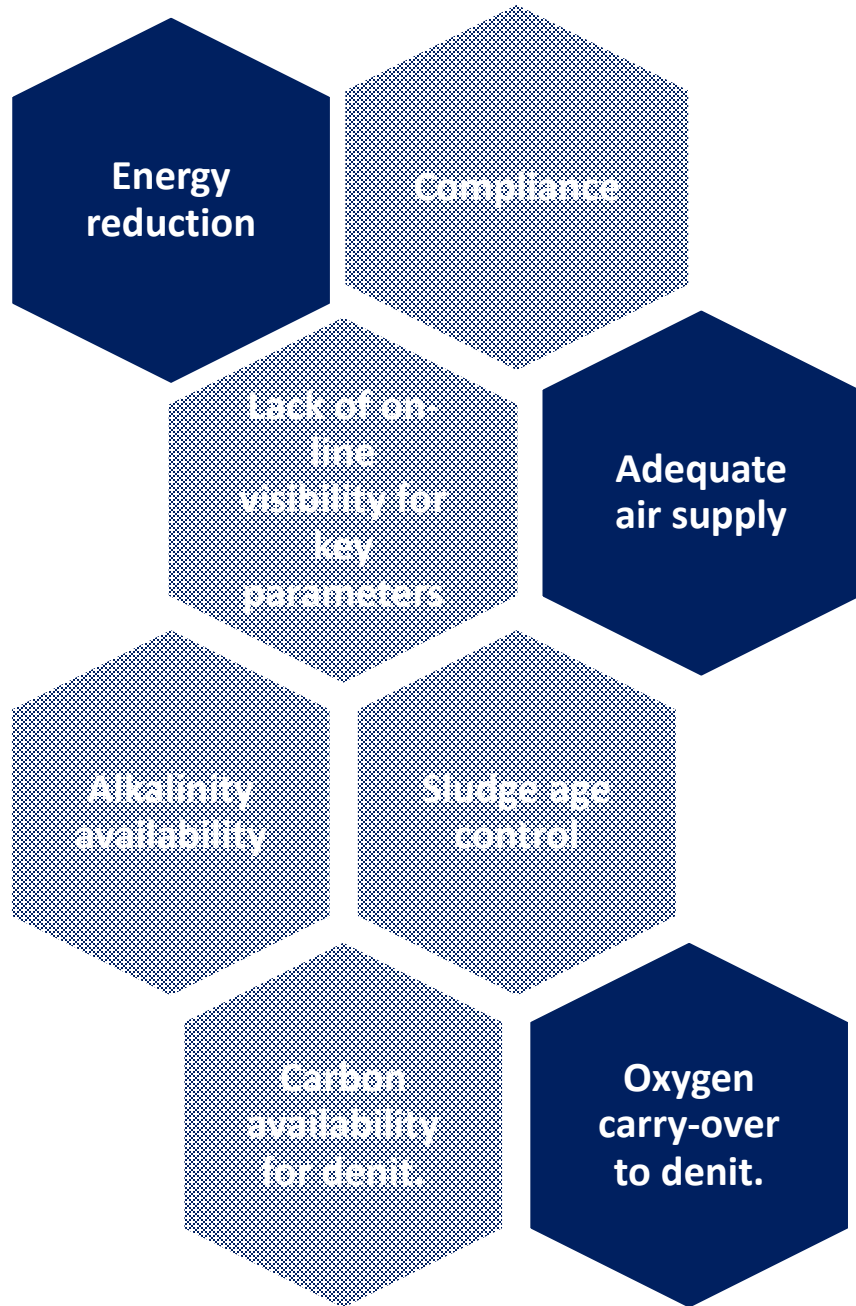 Energy
reduction
Compliance
Lack of on-
line
visibility for
key
parameters
Adequate
air supply
Alkalinity
availability
Sludge age
control
Carbon
availability
for denit.
Oxygen
carry-over
to denit.